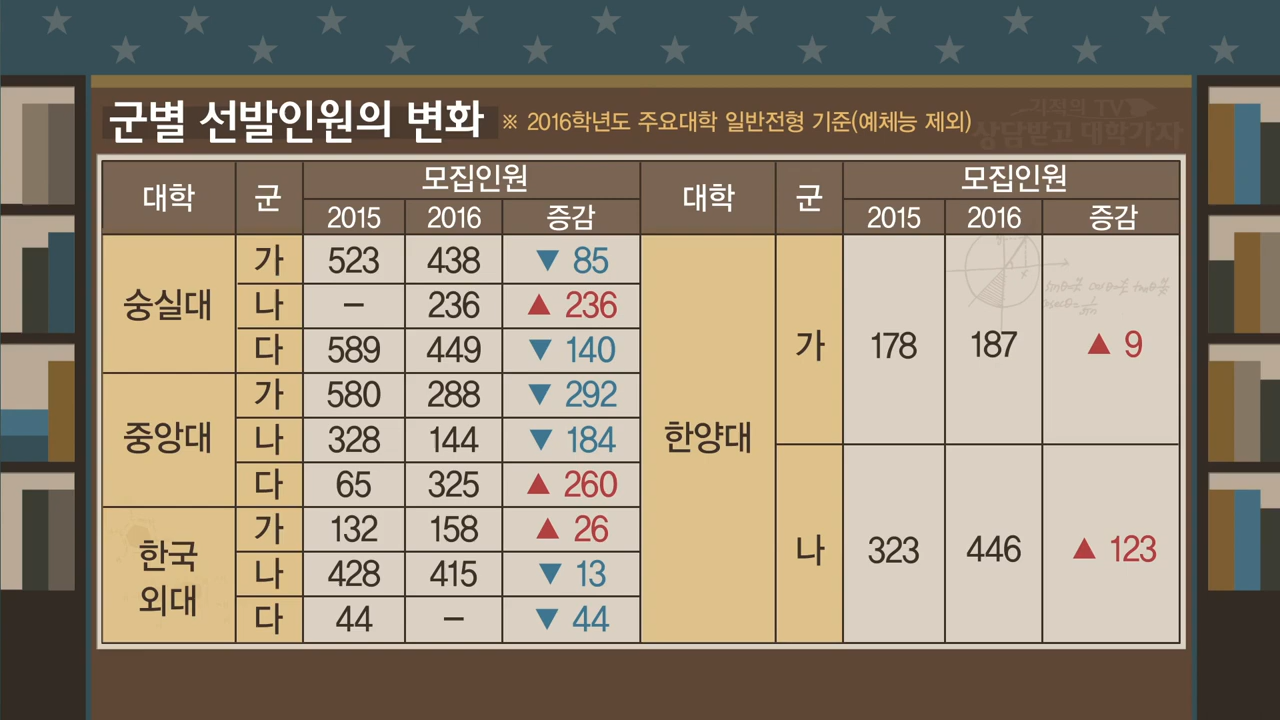 군별 선발인원의 변화 ※ 2016학년도 주요대학 일반전형 기준(예체능 제외)
기적의 TV
상담받고 대학가자
대학 군 모집인원 대학 군 모집인원
2015 2016 증감 2015 2016 증감
숭실대 가 523 438 ▼ 85
나 – 236 ▲ 236
다 589 449 ▼ 140
중앙대 가 580 288 ▼ 292
나 328 144 ▼ 184
다 65 325 ▲ 260
한국
외대
가 132 158 ▲ 26
나 428 415 ▼ 13
다 44 – ▼ 44
한양대 가 178 187 ▲ 9
나 323 446 ▲ 123